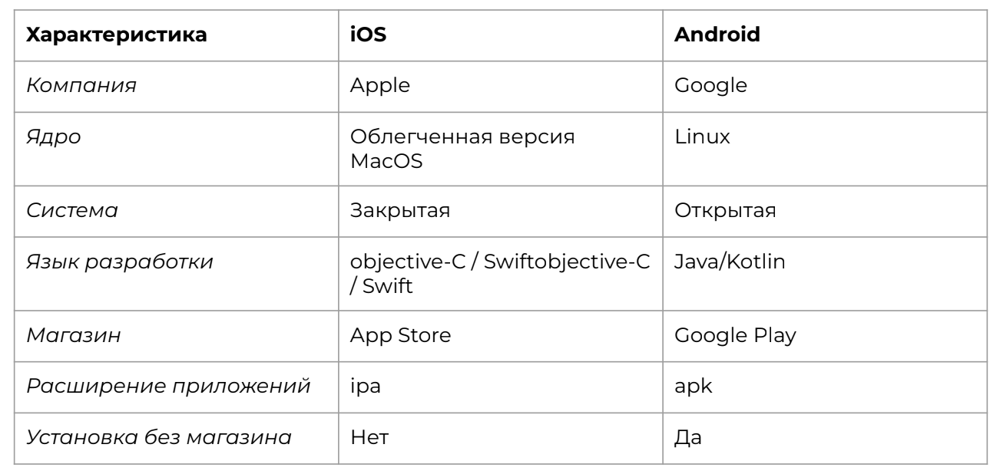 Характеристика iOS Android
Компания Apple Google
Ядро Облегченная версия Linux
MacOS
Система Закрытая Открытая
Язык разработки objective-C / Swiftobjective-C Java/Kotlin
/ Swift
Магазин App Store Google Play
Расширение приложений ipa apk
Установка без магазина Нет Да